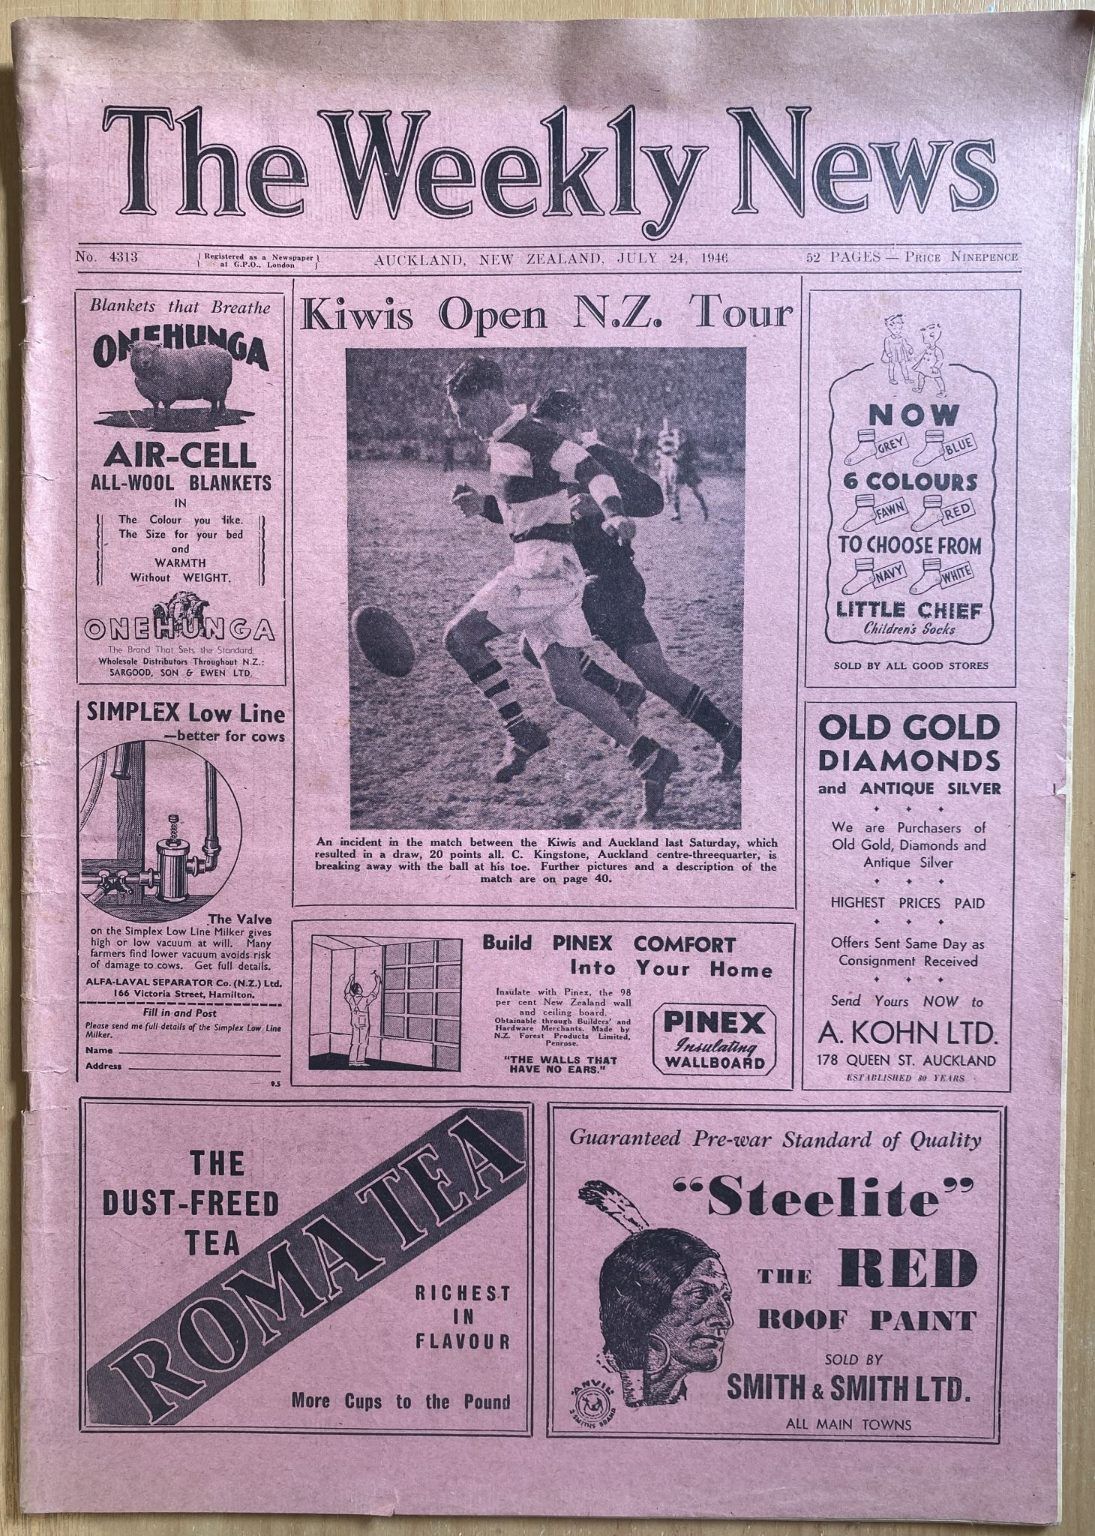 The Weekly News
No. 4313
Registered as a Newspaper
at G.P.O., London
AUCKLAND, NEW ZEALAND, JULY 24, 1946
52 PAGES — PRICE NINEPENCE
Blankets that Breathe
ONEHUNGA
AIR-CELL
ALL-WOOL BLANKETS
IN
The Colour you like.
The Size for your bed
and
WARMTH
Without WEIGHT.
ONEHUNGA
The Brand That Sets the Standard.
Wholesale Distributors Throughout N.Z.:
SARGOOD, SON & EWEN LTD.
SIMPLEX Low Line
—better for cows
The Valve
on the Simplex Low Line Milker gives
high or low vacuum at will. Many
farmers find lower vacuum avoids risk
of damage to cows. Get full details.
ALFA-LAVAL SEPARATOR Co. (N.Z.) Ltd.
166 Victoria Street, Hamilton.
Fill in and Post
Please send me full details of the Simplex Low Line
Milker.
Name
Address
9.5
Kiwis Open N.Z. Tour
An incident in the match between the Kiwis and Auckland last Saturday, which
resulted in a draw, 20 points all. C. Kingstone, Auckland centre-threequarter, is
breaking away with the ball at his toe. Further pictures and a description of the
match are on page 40.
Build PINEX COMFORT
Into Your Home
Insulate with Pinex, the 98
per cent New Zealand wall
and ceiling board.
Obtainable through Builders' and
Hardware Merchants. Made by
N.Z. Forest Products Limited,
Penrose.
"THE WALLS THAT
HAVE NO EARS."
PINEX
Insulating
WALLBOARD
NOW
GREY
BLUE
6 COLOURS
FAWN
RED
TO CHOOSE FROM
NAVY
WHITE
LITTLE CHIEF
Children's Socks
SOLD BY ALL GOOD STORES
OLD GOLD
DIAMONDS
and ANTIQUE SILVER
We are Purchasers of
Old Gold, Diamonds and
Antique Silver
HIGHEST PRICES PAID
Offers Sent Same Day as
Consignment Received
Send Yours NOW to
A. KOHN LTD.
178 QUEEN ST. AUCKLAND
ESTABLISHED 80 YEARS
THE
DUST-FREED
TEA
ROMA TEA
RICHEST
IN
FLAVOUR
More Cups to the Pound
Guaranteed Pre-war Standard of Quality
"Steelite"
THE RED
ROOF PAINT
SOLD BY
SMITH & SMITH LTD.
ALL MAIN TOWNS
ANVIL
2 SMITHS BRAND